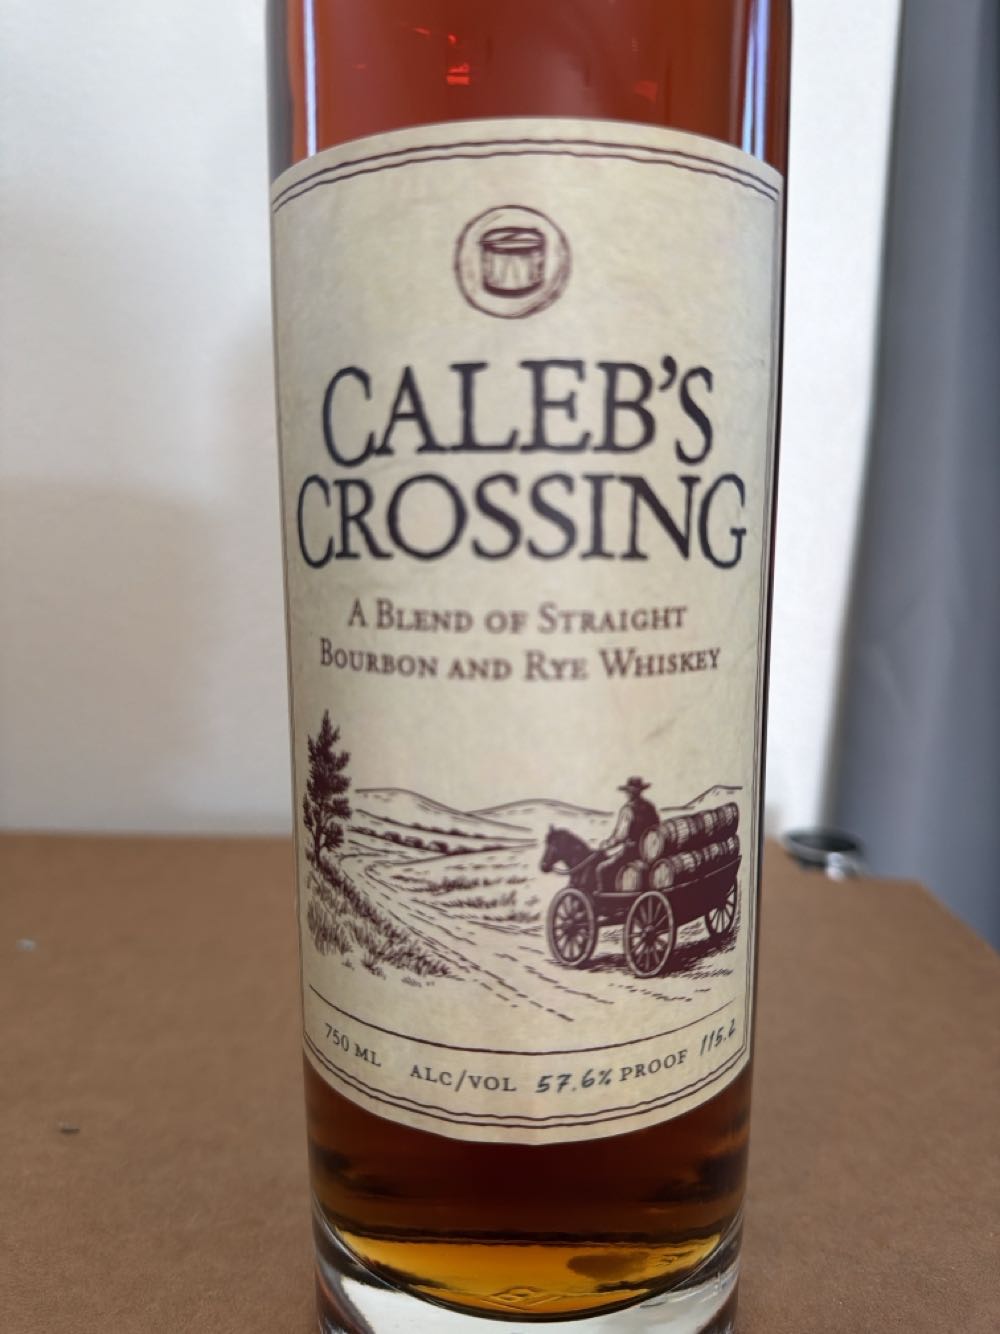 CALEB'S
CROSSING
A BLEND OF STRAIGHT
BOURBON AND RYE WHISKEY
750 ML ALC/VOL 57.6% PROOF 115.2